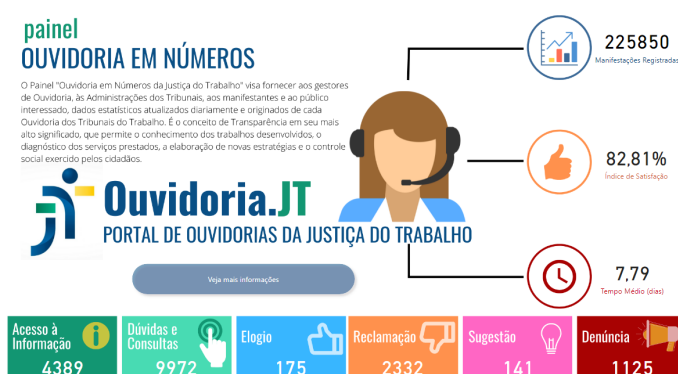 painel
OUVIDORIA EM NÚMEROS
O Painel "Ouvidoria em Números da Justiça do Trabalho" visa fornecer aos gestores
de Ouvidoria, às Administrações dos Tribunais, aos manifestantes e ao público
interessado, dados estatísticos atualizados diariamente e originados de cada
Ouvidoria dos Tribunais do Trabalho. É o conceito de Transparência em seu mais
alto significado, que permite o conhecimento dos trabalhos desenvolvidos, o
diagnóstico dos serviços prestados, a elaboração de novas estratégias e o controle
social exercido pelos cidadãos.
Ouvidoria.JT
PORTAL DE OUVIDORIAS DA JUSTIÇA DO TRABALHO
Veja mais informações
225850
Manifestações Registradas
82,81%
Índice de Satisfação
7,79
Tempo Médio (dias)
Acesso à
Informação
4389
Dúvidas e
Consultas
9972
Elogio
175
Reclamação
2332
Sugestão
141
Denúncia
1125